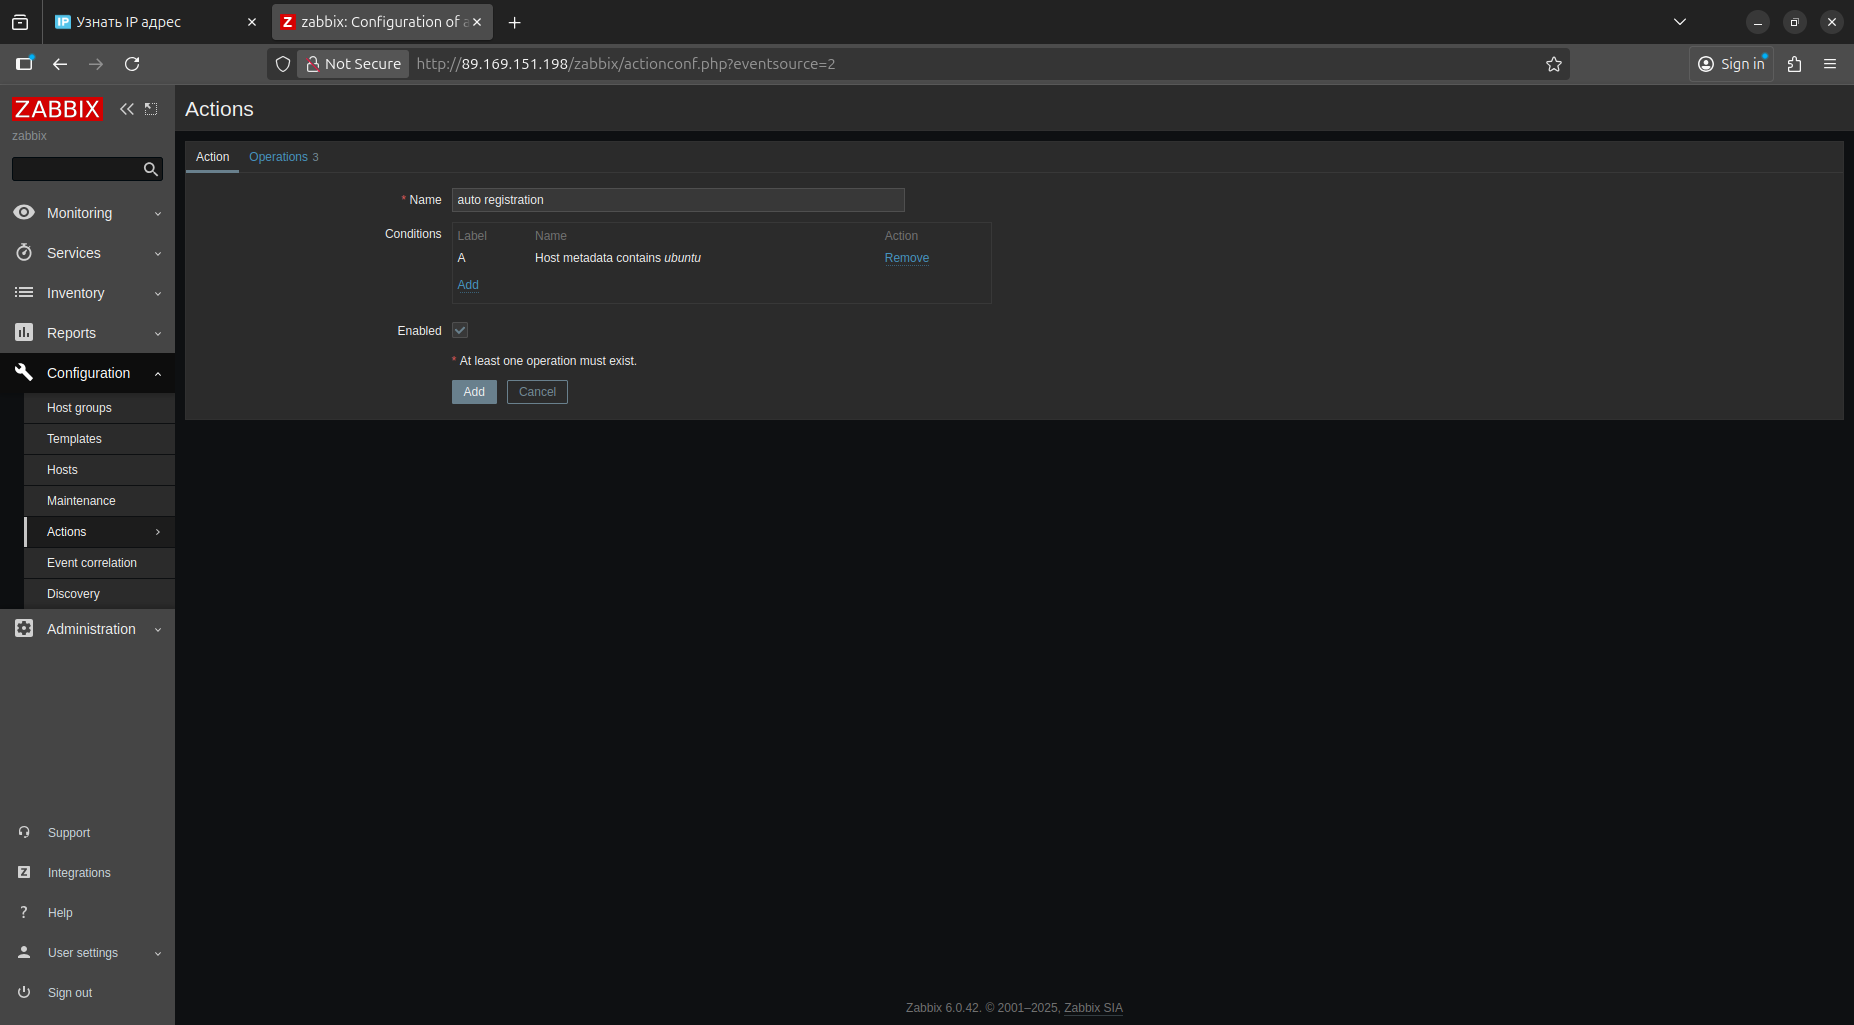 Узнать IP адрес
zabbix: Configuration of a
Not Secure
http://89.169.151.198/zabbix/actionconf.php?eventsource=2
Sign in
ZABBIX
zabbix
Monitoring
Services
Inventory
Reports
Configuration
Host groups
Templates
Hosts
Maintenance
Actions
Event correlation
Discovery
Administration
Support
Integrations
Help
User settings
Sign out
Actions
Action
Operations 3
* Name
auto registration
Conditions
Label Name Action
A Host metadata contains ubuntu Remove
Add
Enabled
* At least one operation must exist.
Add
Cancel
Zabbix 6.0.42. © 2001–2025, Zabbix SIA